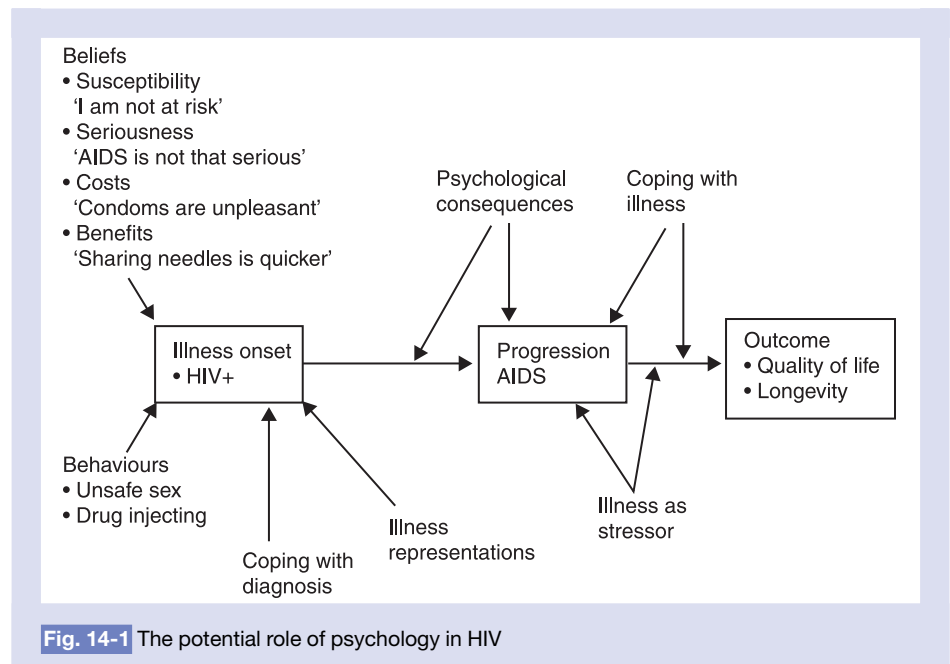 Beliefs
• Susceptibility
‘I am not at risk’
• Seriousness
‘AIDS is not that serious’
• Costs
‘Condoms are unpleasant’
• Benefits
‘Sharing needles is quicker’
Psychological
consequences
Coping with
illness
Illness onset
• HIV+
Progression
AIDS
Outcome
• Quality of life
• Longevity
Behaviours
• Unsafe sex
• Drug injecting
Coping with
diagnosis
Illness
representations
Illness as
stressor
Fig. 14-1 The potential role of psychology in HIV